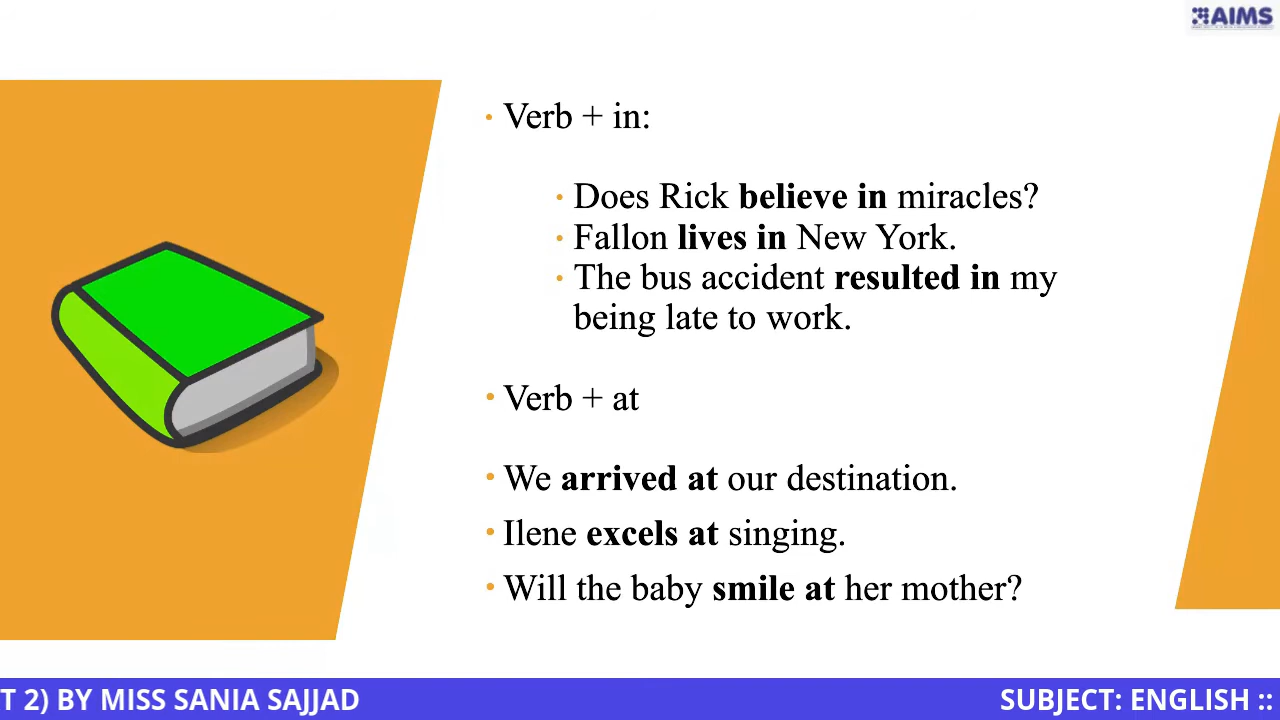 AIMS
• Verb + in:
• Does Rick believe in miracles?
• Fallon lives in New York.
• The bus accident resulted in my
being late to work.
• Verb + at
• We arrived at our destination.
• Ilene excels at singing.
• Will the baby smile at her mother?
T 2) BY MISS SANIA SAJJAD
SUBJECT: ENGLISH ::